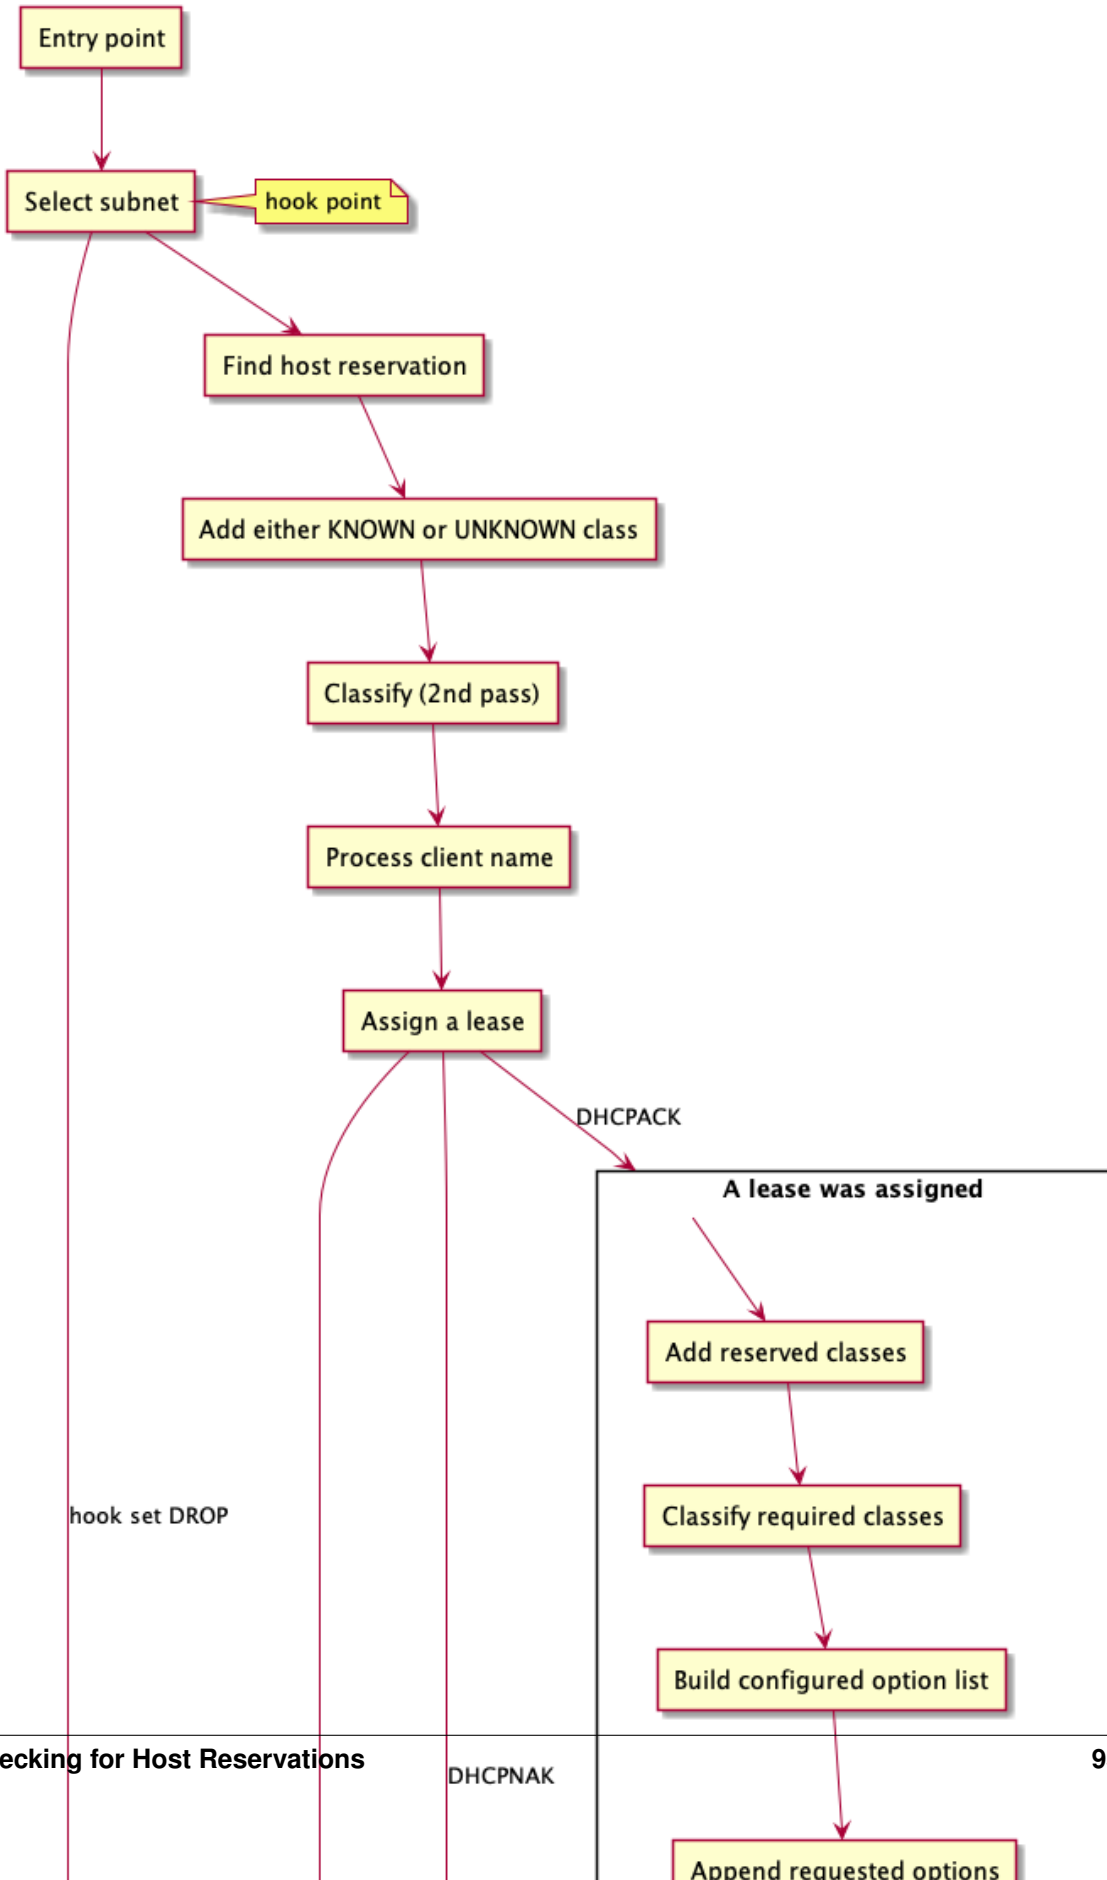 Entry point
Select subnet
hook point
Find host reservation
Add either KNOWN or UNKNOWN class
Classify (2nd pass)
Process client name
Assign a lease
DHCPACK
A lease was assigned
Add reserved classes
Classify required classes
hook set DROP
Build configured option list
ecking for Host Reservations
9
DHCPNAK
Append requested options